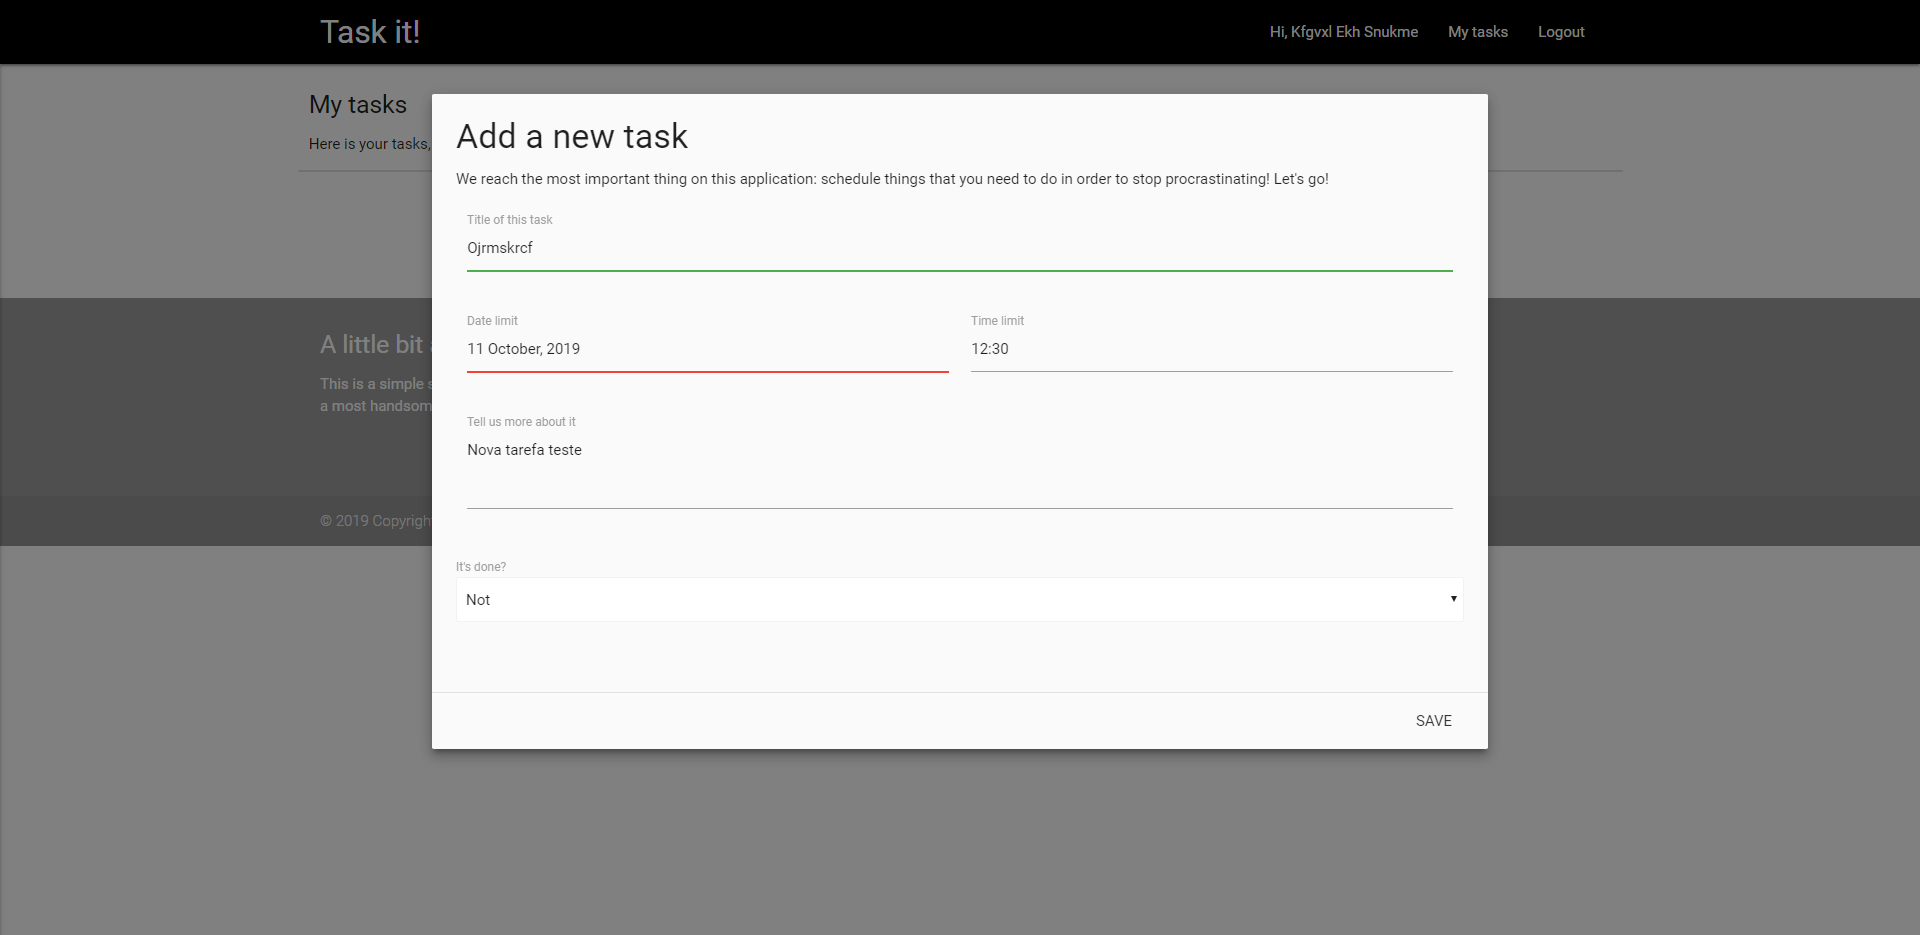 Task it!
Hi, Kfgvxl Ekh Snukme
My tasks
Logout
My tasks
Here is your tasks,
Add a new task
We reach the most important thing on this application: schedule things that you need to do in order to stop procrastinating! Let's go!
Title of this task
Ojrmskrcf
Date limit
11 October, 2019
Time limit
12:30
Tell us more about it
Nova tarefa teste
It's done?
Not
SAVE
A little bit
This is a simple
a most
© 2019